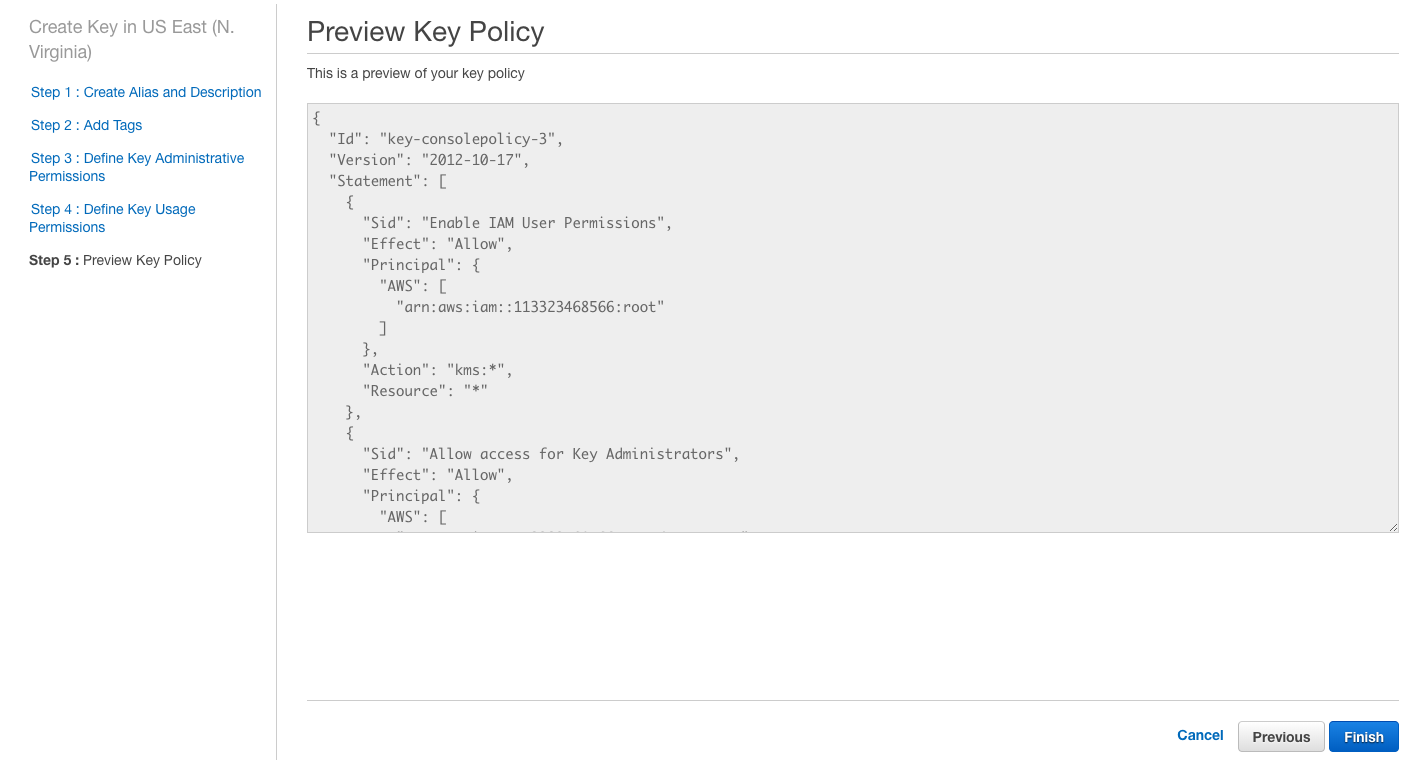 Create Key in US East (N.
Virginia)
Step 1 : Create Alias and Description
Step 2 : Add Tags
Step 3 : Define Key Administrative
Permissions
Step 4 : Define Key Usage
Permissions
Step 5 : Preview Key Policy
Preview Key Policy
This is a preview of your key policy
{
  "Id": "key-consolepolicy-3",
  "Version": "2012-10-17",
  "Statement": [
    {
      "Sid": "Enable IAM User Permissions",
      "Effect": "Allow",
      "Principal": {
        "AWS": [
          "arn:aws:iam::113323468566:root"
        ]
      },
      "Action": "kms:*",
      "Resource": "*"
    },
    {
      "Sid": "Allow access for Key Administrators",
      "Effect": "Allow",
      "Principal": {
        "AWS": [
Cancel
Previous
Finish